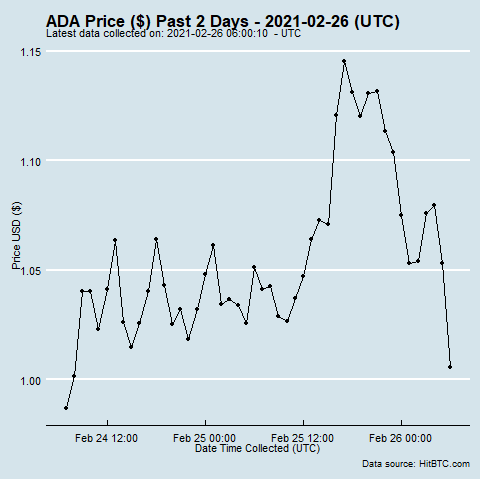 ADA Price ($) Past 2 Days - 2021-02-26 (UTC)
Latest data collected on: 2021-02-26 06:00:10  - UTC
1.15
1.10
1.05
1.00
Price USD ($)
Feb 24 12:00
Feb 25 00:00
Feb 25 12:00
Feb 26 00:00
Date Time Collected (UTC)
Data source: HitBTC.com